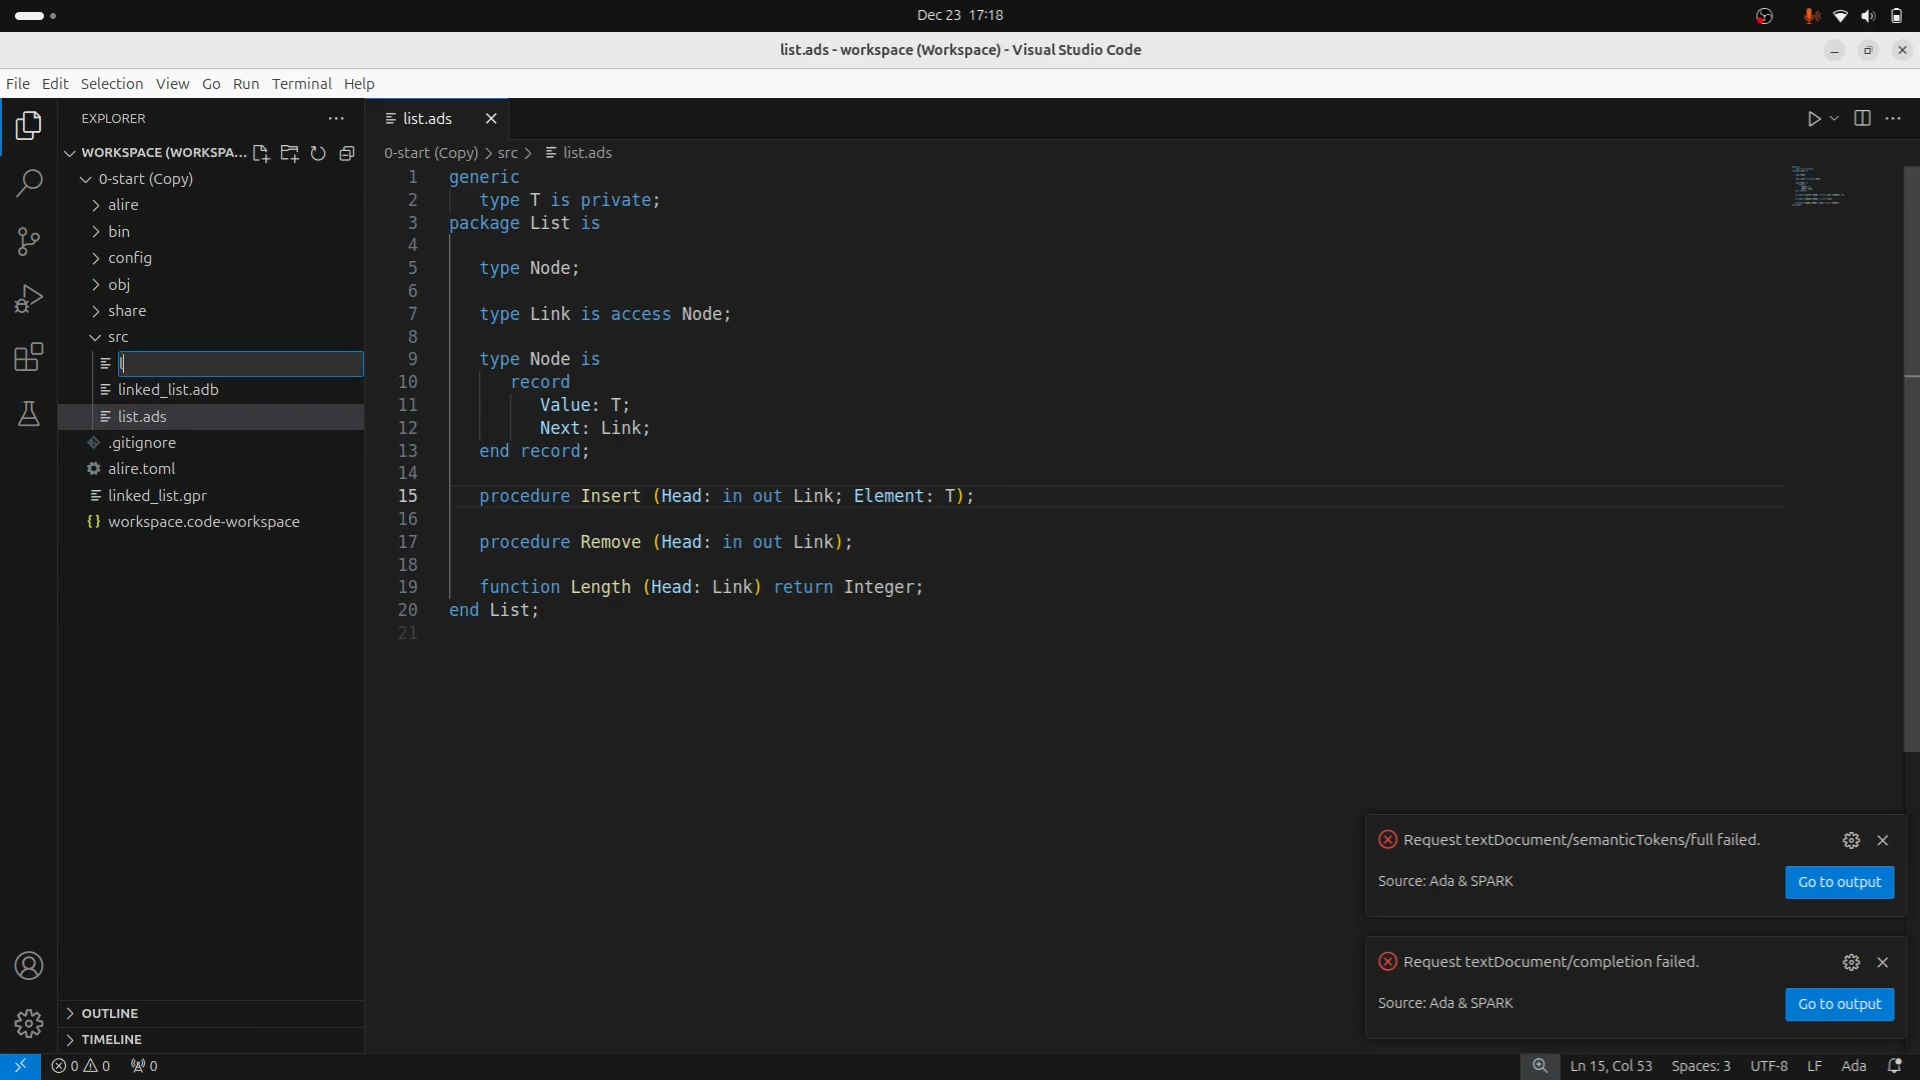 Dec 23 17:18
list.ads - workspace (Workspace) - Visual Studio Code
File Edit Selection View Go Run Terminal Help
EXPLORER
WORKSPACE (WORKSPA...
0-start (Copy)
alire
bin
config
obj
share
src
l
linked_list.adb
list.ads
.gitignore
alire.toml
linked_list.gpr
{} workspace.code-workspace
OUTLINE
TIMELINE
list.ads
0-start (Copy) > src > list.ads
1 generic
2 type T is private;
3 package List is
4
5 type Node;
6
7 type Link is access Node;
8
9 type Node is
10 record
11 Value: T;
12 Next: Link;
13 end record;
14
15 procedure Insert (Head: in out Link; Element: T);
16
17 procedure Remove (Head: in out Link);
18
19 function Length (Head: Link) return Integer;
20 end List;
21
Request textDocument/semanticTokens/full failed.
Source: Ada & SPARK
Go to output
Request textDocument/completion failed.
Source: Ada & SPARK
Go to output
0 0 0
Ln 15, Col 53 Spaces: 3 UTF-8 LF Ada